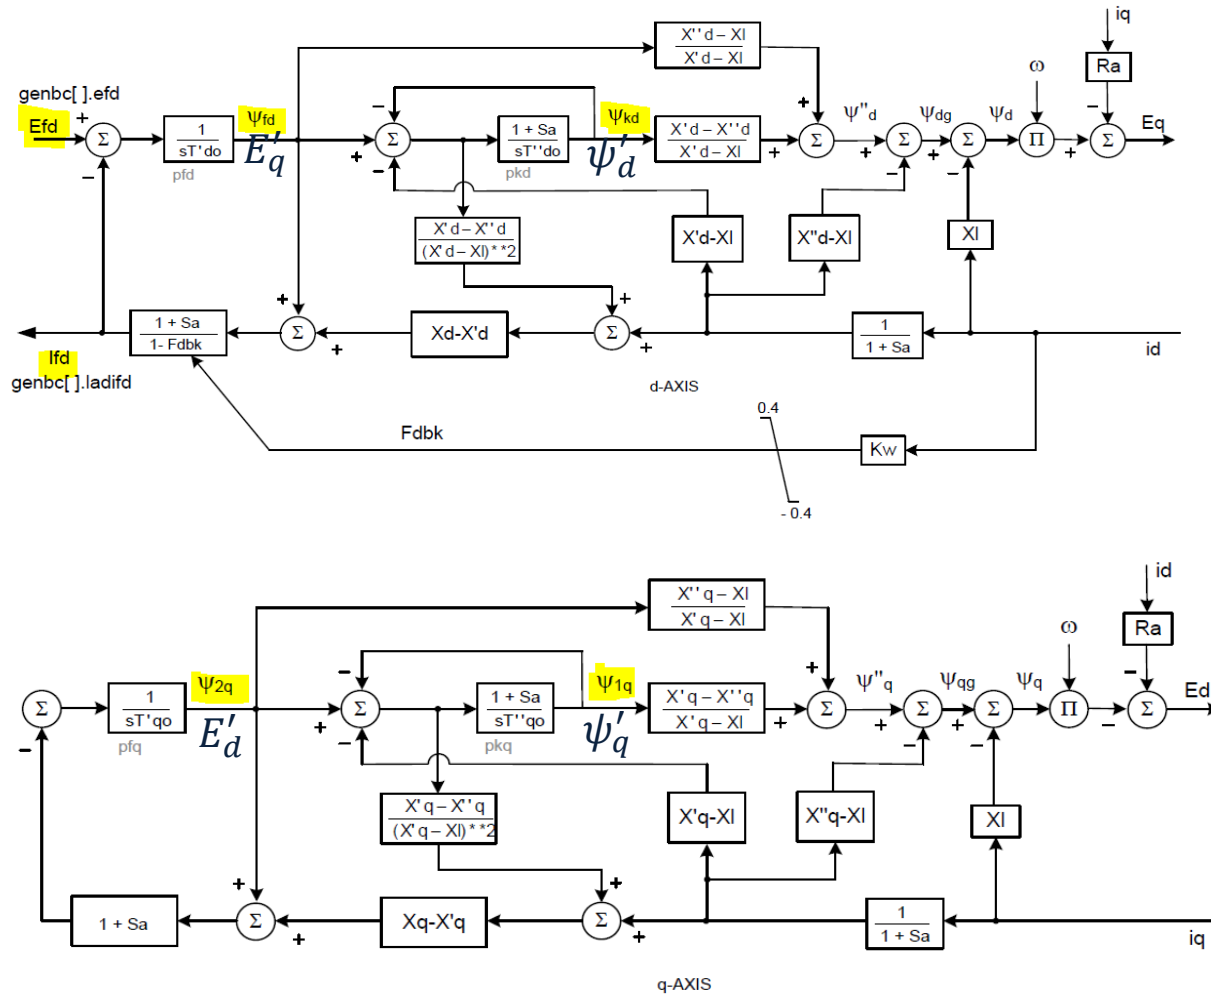 iq
X''d – Xl
X'd – Xl
Ra
ω
genbc[ ].efd
Efd
+
Σ
−
1
sT'do
pfd
ψfd
E′q
−
+
−
Σ
1 + Sa
sT''do
pkd
ψkd
ψ′d
X'd – X''d
X'd – Xl
+
+
Σ
ψ''d
+
−
Σ
ψdg
+
−
Σ
ψd
Π
+
−
Σ
Eq
X'd – X''d
(X'd – Xl)**2
X'd-Xl
X"d-Xl
Xl
+
+
Σ
Xd-X'd
+
+
Σ
1 + Sa
1- Fdbk
1
1 + Sa
id
Ifd
genbc[ ].ladifd
d-AXIS
0.4
Fdbk
Kw
- 0.4
id
X''q – Xl
X'q – Xl
Ra
ω
Σ
−
1
sT'qo
pfq
ψ2q
E′d
−
+
−
Σ
1 + Sa
sT''qo
pkq
ψ1q
ψ′q
X'q – X''q
X'q – Xl
+
+
Σ
ψ''q
+
−
Σ
ψqg
+
−
Σ
ψq
Π
−
−
Σ
Ed
X'q – X''q
(X'q – Xl)**2
X'q-Xl
X"q-Xl
Xl
+
+
Σ
Xq-X'q
+
+
Σ
1 + Sa
1
1 + Sa
iq
q-AXIS